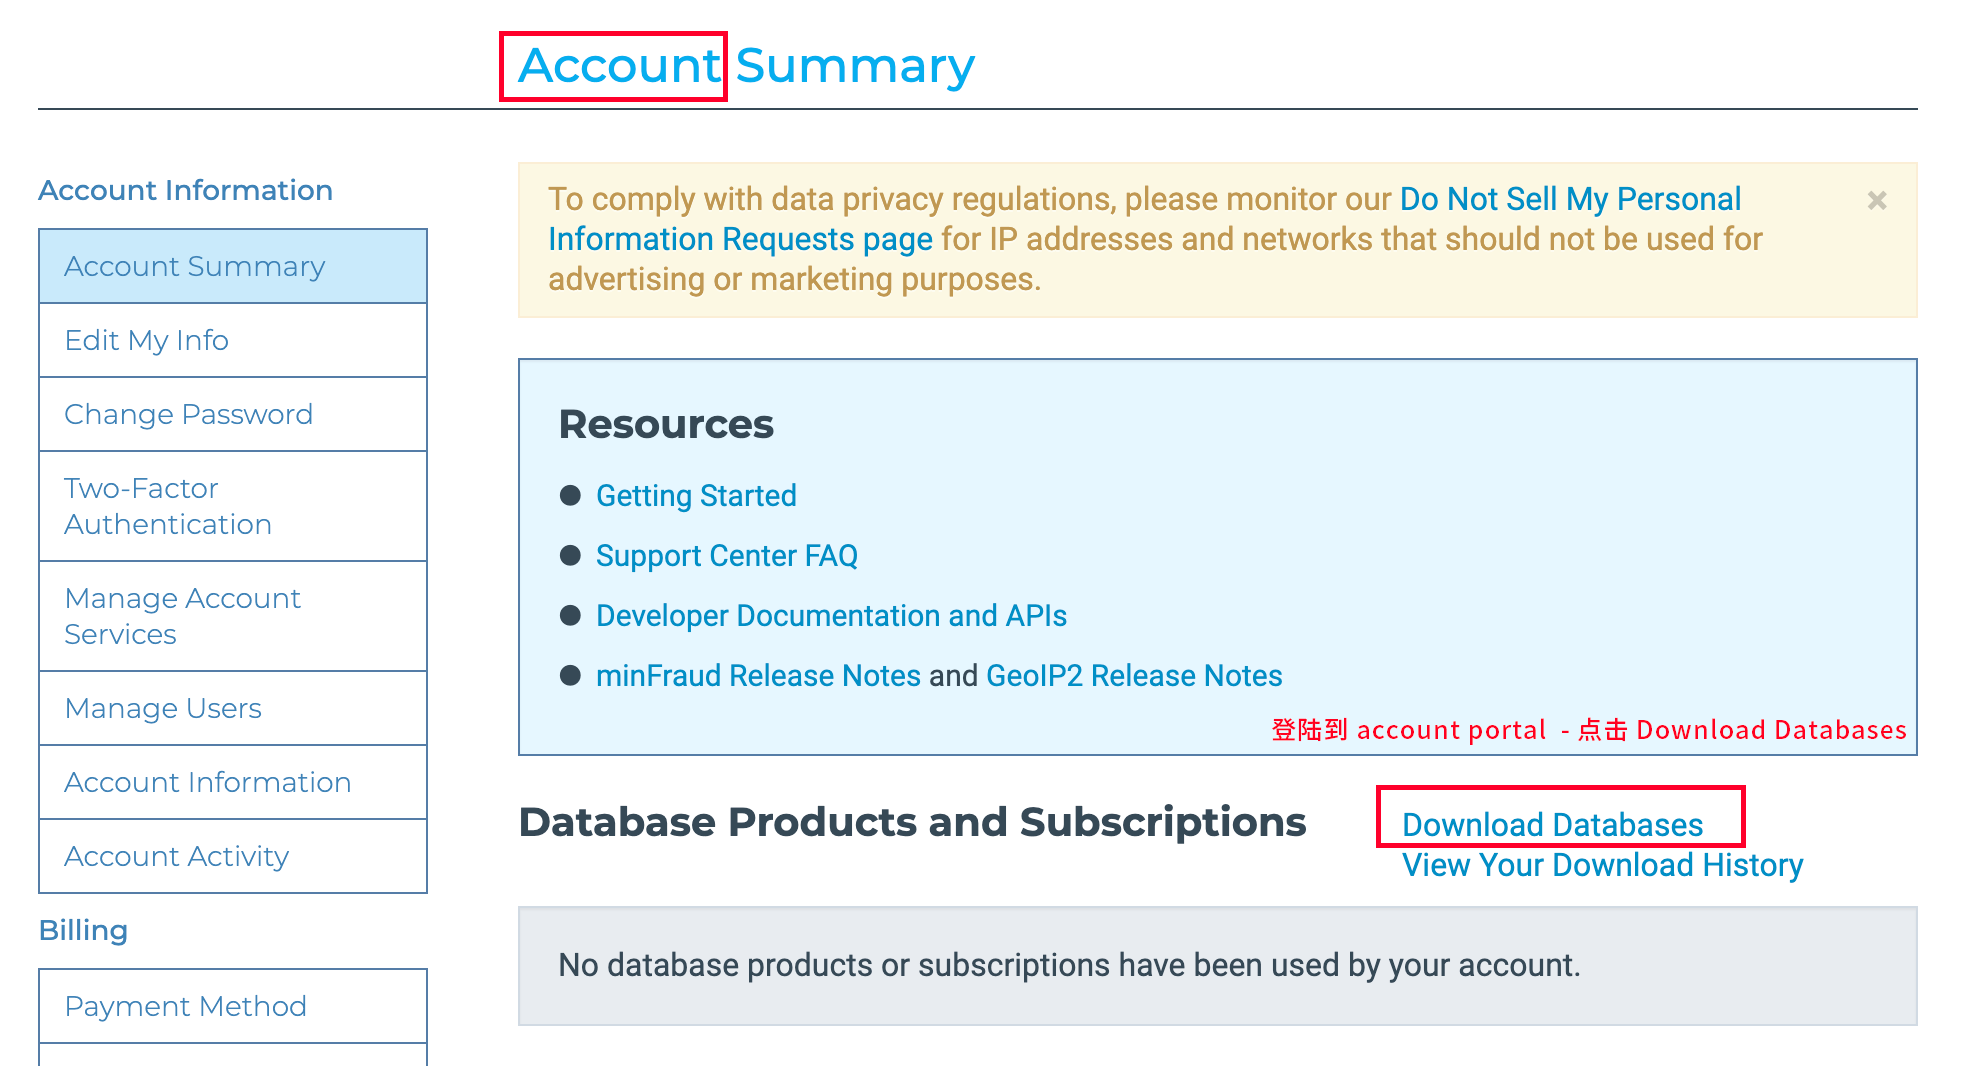 Account Summary
Account Information
Account Summary
Edit My Info
Change Password
Two-Factor
Authentication
Manage Account
Services
Manage Users
Account Information
Account Activity
Billing
Payment Method
To comply with data privacy regulations, please monitor our Do Not Sell My Personal
Information Requests page for IP addresses and networks that should not be used for
advertising or marketing purposes.
×
Resources
● Getting Started
● Support Center FAQ
● Developer Documentation and APIs
● minFraud Release Notes and GeoIP2 Release Notes
登陆到 account portal - 点击 Download Databases
Database Products and Subscriptions
Download Databases
View Your Download History
No database products or subscriptions have been used by your account.